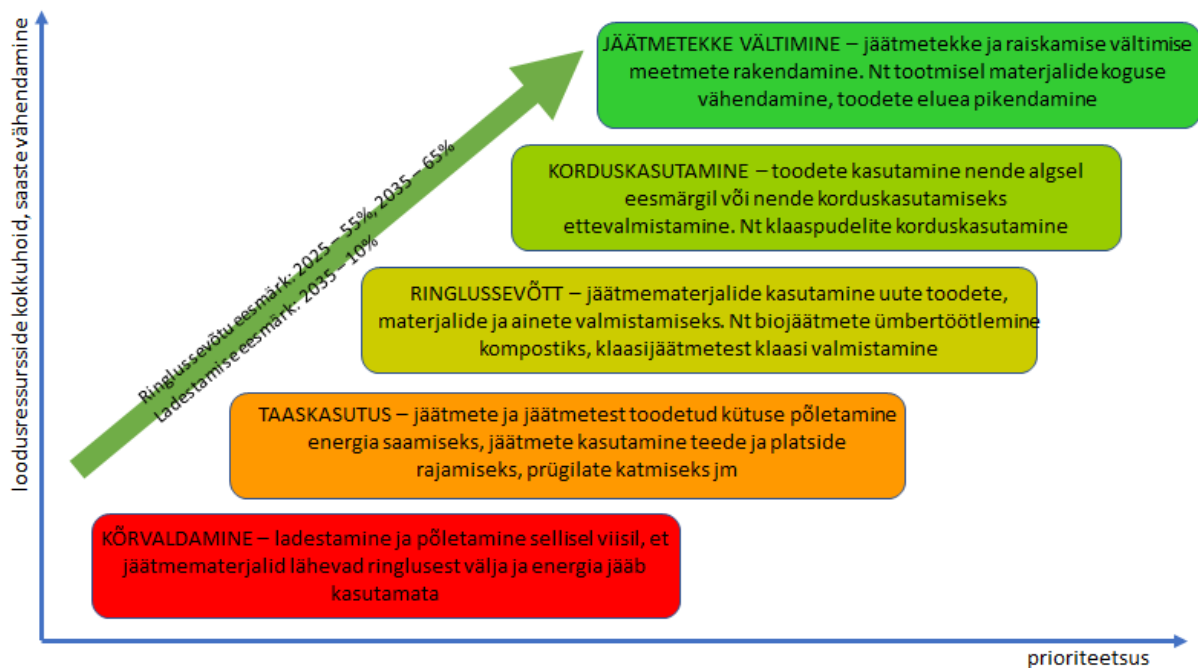 JÄÄTMETEKKE VÄLTIMINE – jäätmetekke ja raiskamise vältimise
meetmete rakendamine. Nt tootmisel materjalide koguse
vähendamine, toodete eluea pikendamine
KORDUSKASUTAMINE – toodete kasutamine nende algsel
eesmärgil või nende korduskasutamiseks
ettevalmistamine. Nt klaaspudelite korduskasutamine
RINGLUSSEVÕTT – jäätmematerjalide kasutamine uute toodete,
materjalide ja ainete valmistamiseks. Nt biojäätmete ümbertöötlemine
kompostiks, klaasijäätmetest klaasi valmistamine
TAASKASUTUS – jäätmete ja jäätmetest toodetud kütuse põletamine
energia saamiseks, jäätmete kasutamine teede ja platside
rajamiseks, prügilate katmiseks jm
KÕRVALDAMINE – ladestamine ja põletamine sellisel viisil, et
jäätmematerjalid lähevad ringlusest välja ja energia jääb
kasutamata
Ringlussevõtu eesmärk: 2025 – 55%, 2035 – 65%
Ladestamise eesmärk: 2035 – 10%
loodusressursside kokkuhoid, saaste vähendamine
prioriteetsus